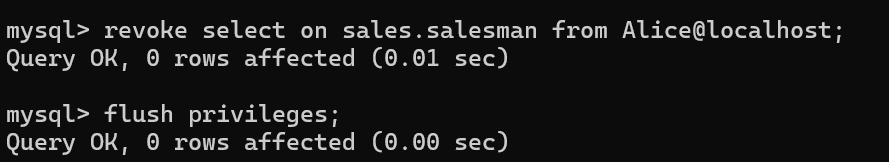 mysql> revoke select on sales.salesman from Alice@localhost;
Query OK, 0 rows affected (0.01 sec)
mysql> flush privileges;
Query OK, 0 rows affected (0.00 sec)